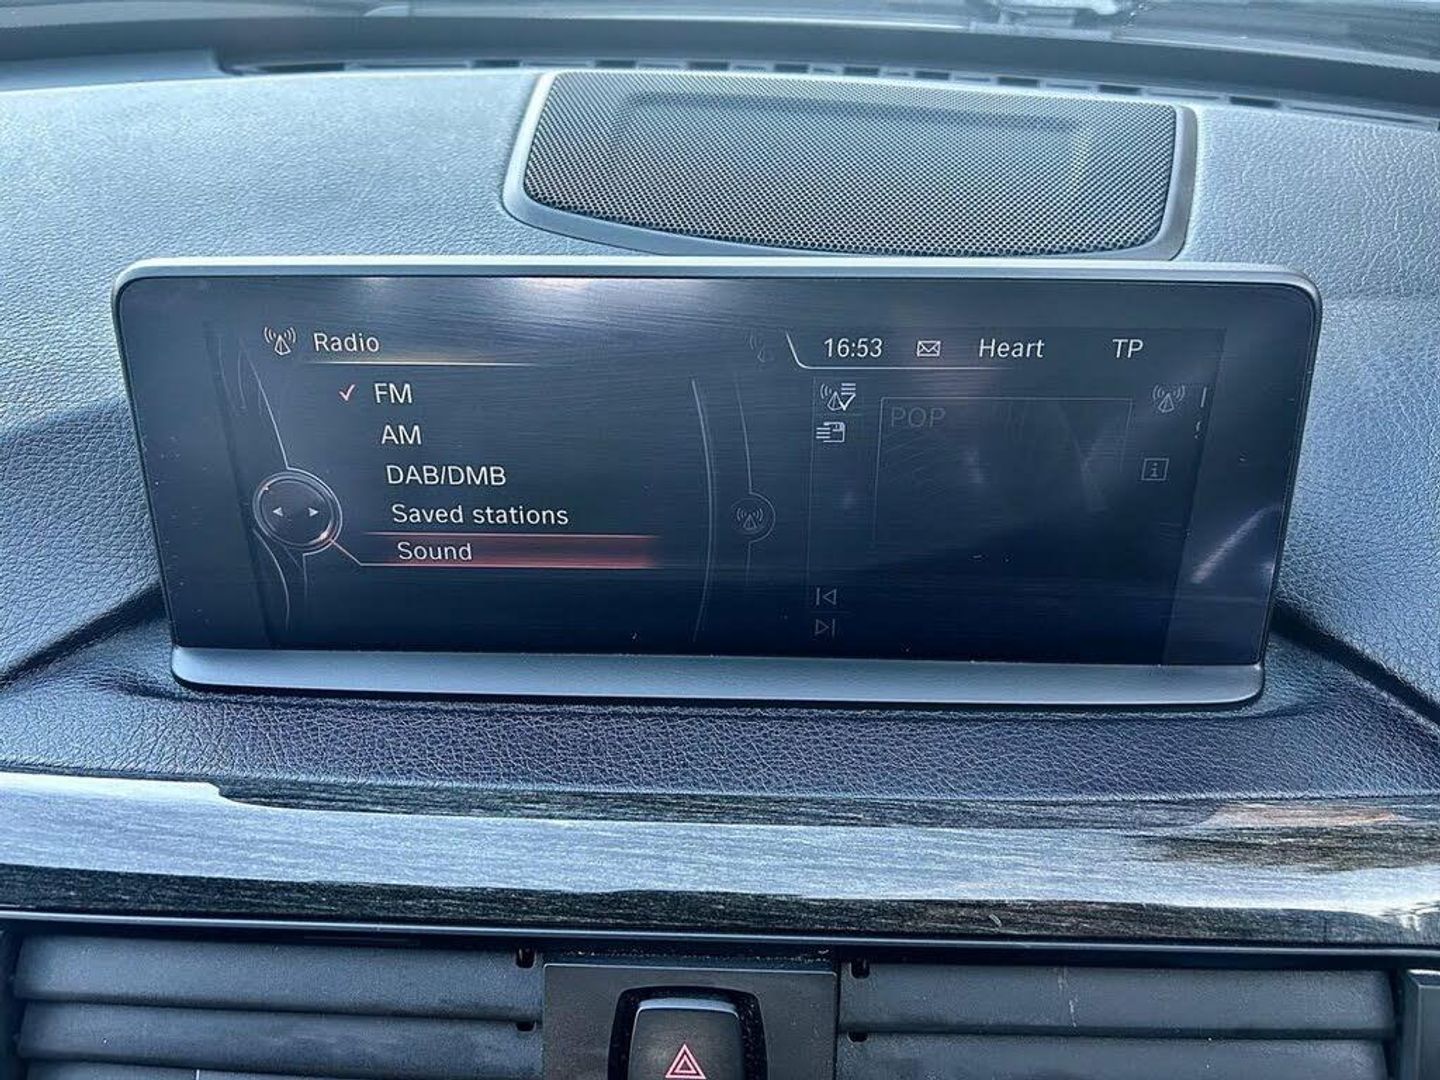 Radio
16:53 Heart TP
FM
AM
DAB/DMB
Saved stations
Sound
POP